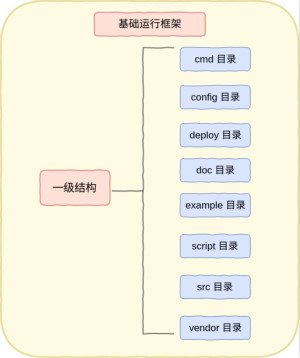 基础运行框架
一级结构
cmd 目录
config 目录
deploy 目录
doc 目录
example 目录
script 目录
src 目录
vendor 目录